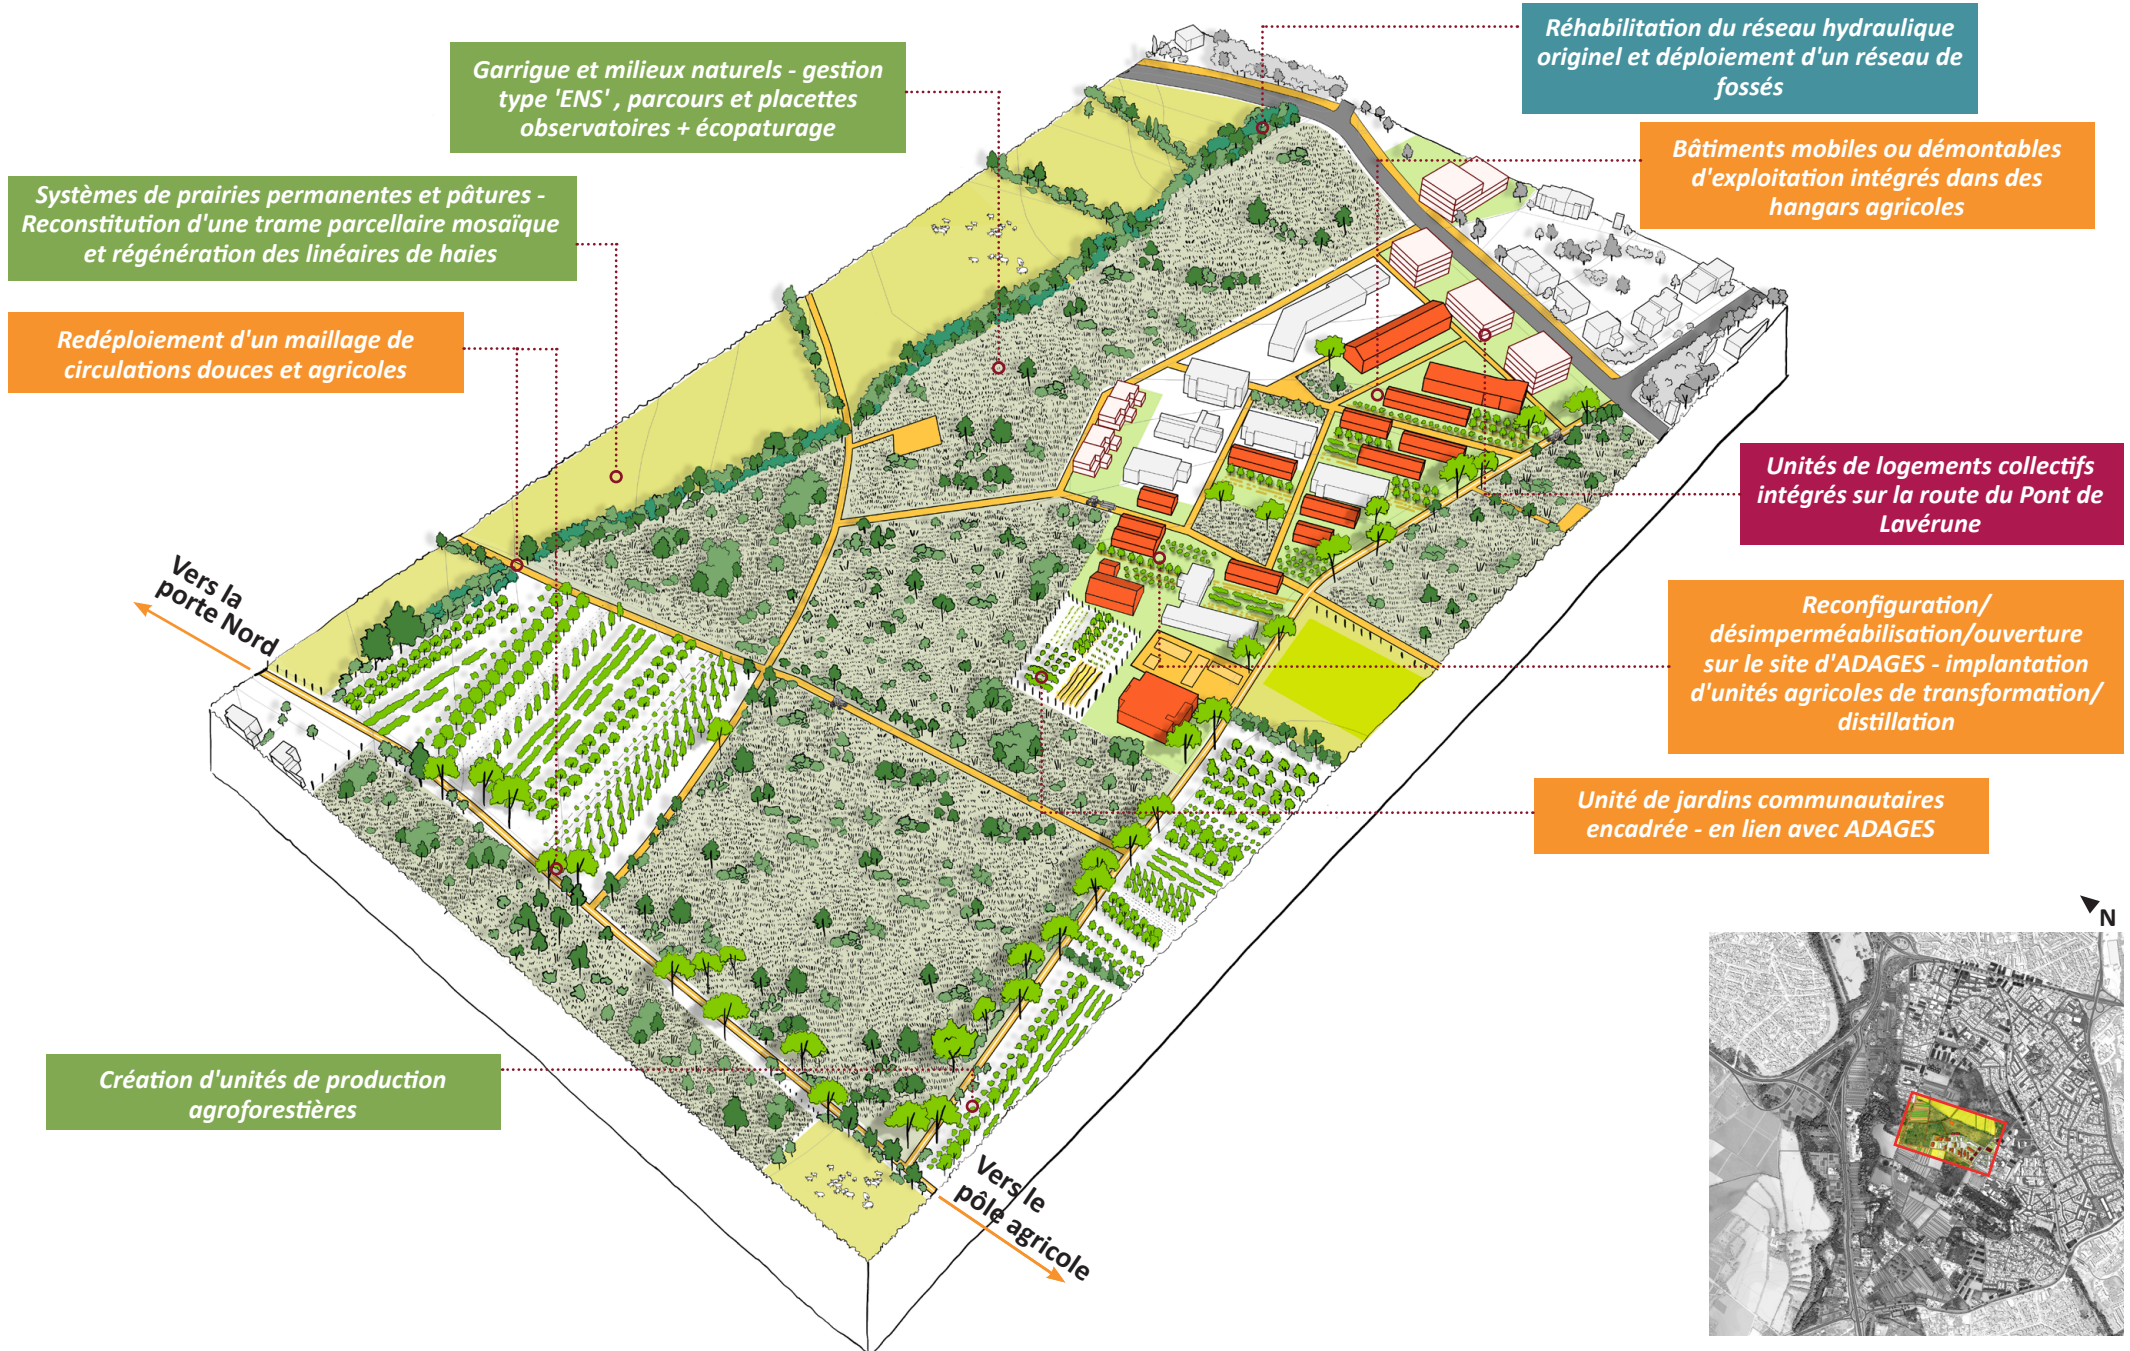 Garrigue et milieux naturels - gestion
type 'ENS' , parcours et placettes
observatoires + écopaturage
Réhabilitation du réseau hydraulique
originel et déploiement d'un réseau de
fossés
Bâtiments mobiles ou démontables
d'exploitation intégrés dans des
hangars agricoles
Systèmes de prairies permanentes et pâtures -
Reconstitution d'une trame parcellaire mosaïque
et régénération des linéaires de haies
Redéploiement d'un maillage de
circulations douces et agricoles
Unités de logements collectifs
intégrés sur la route du Pont de
Lavérune
Vers la
porte Nord
Reconfiguration/
désimperméabilisation/ouverture
sur le site d'ADAGES - implantation
d'unités agricoles de transformation/
distillation
Unité de jardins communautaires
encadrée - en lien avec ADAGES
N
Création d'unités de production
agroforestières
Vers le
pôle agricole